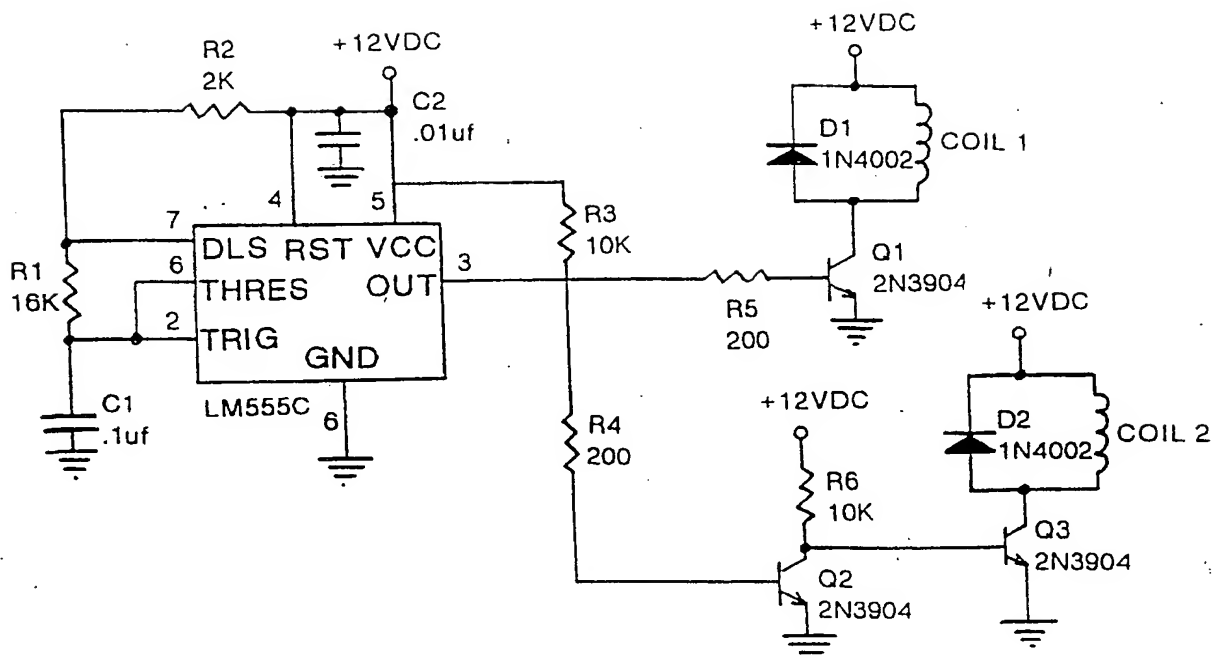 R2
2K
+12VDC
C2
.01uf
4
5
7
DLS RST VCC
6
THRES OUT
3
2
TRIG
GND
LM555C
6
R1
16K
C1
.1uf
R3
10K
R4
200
R5
200
+12VDC
D1
1N4002
COIL 1
Q1
2N3904
+12VDC
D2
1N4002
COIL 2
+12VDC
R6
10K
Q2
2N3904
Q3
2N3904